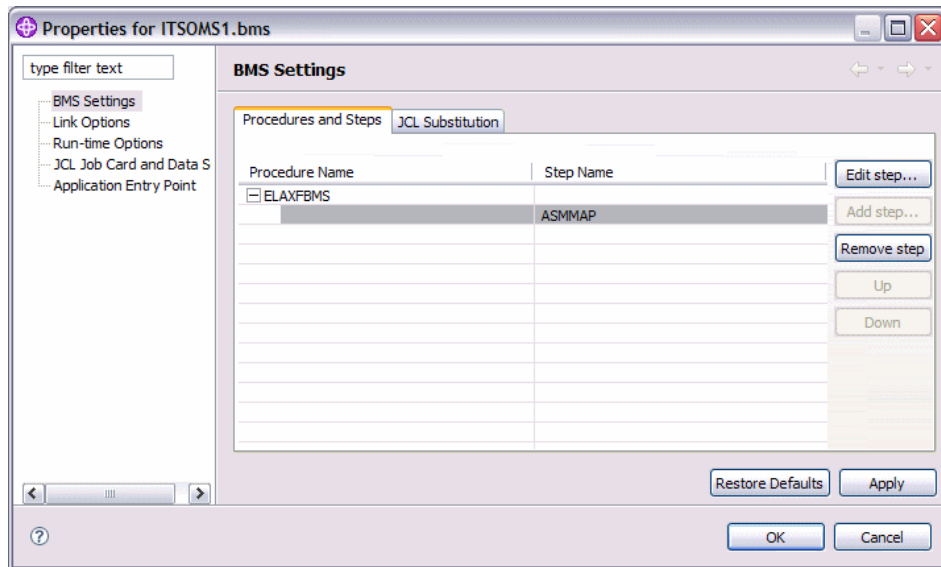 Properties for ITSOMS1.bms
type filter text
BMS Settings
Link Options
Run-time Options
JCL Job Card and Data S
Application Entry Point
BMS Settings
Procedures and Steps
JCL Substitution
Procedure Name
Step Name
ELAXFBMS
ASMMAP
Edit step...
Add step...
Remove step
Up
Down
Restore Defaults
Apply
OK
Cancel